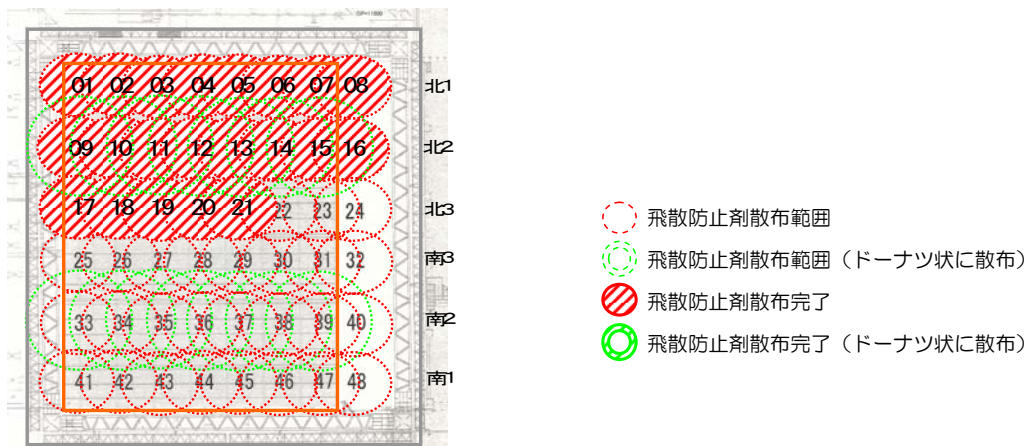 01 02 03 04 05 06 07 08 北1
09 10 11 12 13 14 15 16 北2
17 18 19 20 21 22 23 24 北3
25 26 27 28 29 30 31 32 南3
33 34 35 36 37 38 39 40 南2
41 42 43 44 45 46 47 48 南1
飛散防止剤散布範囲
飛散防止剤散布範囲（ドーナツ状に散布）
飛散防止剤散布完了
飛散防止剤散布完了（ドーナツ状に散布）